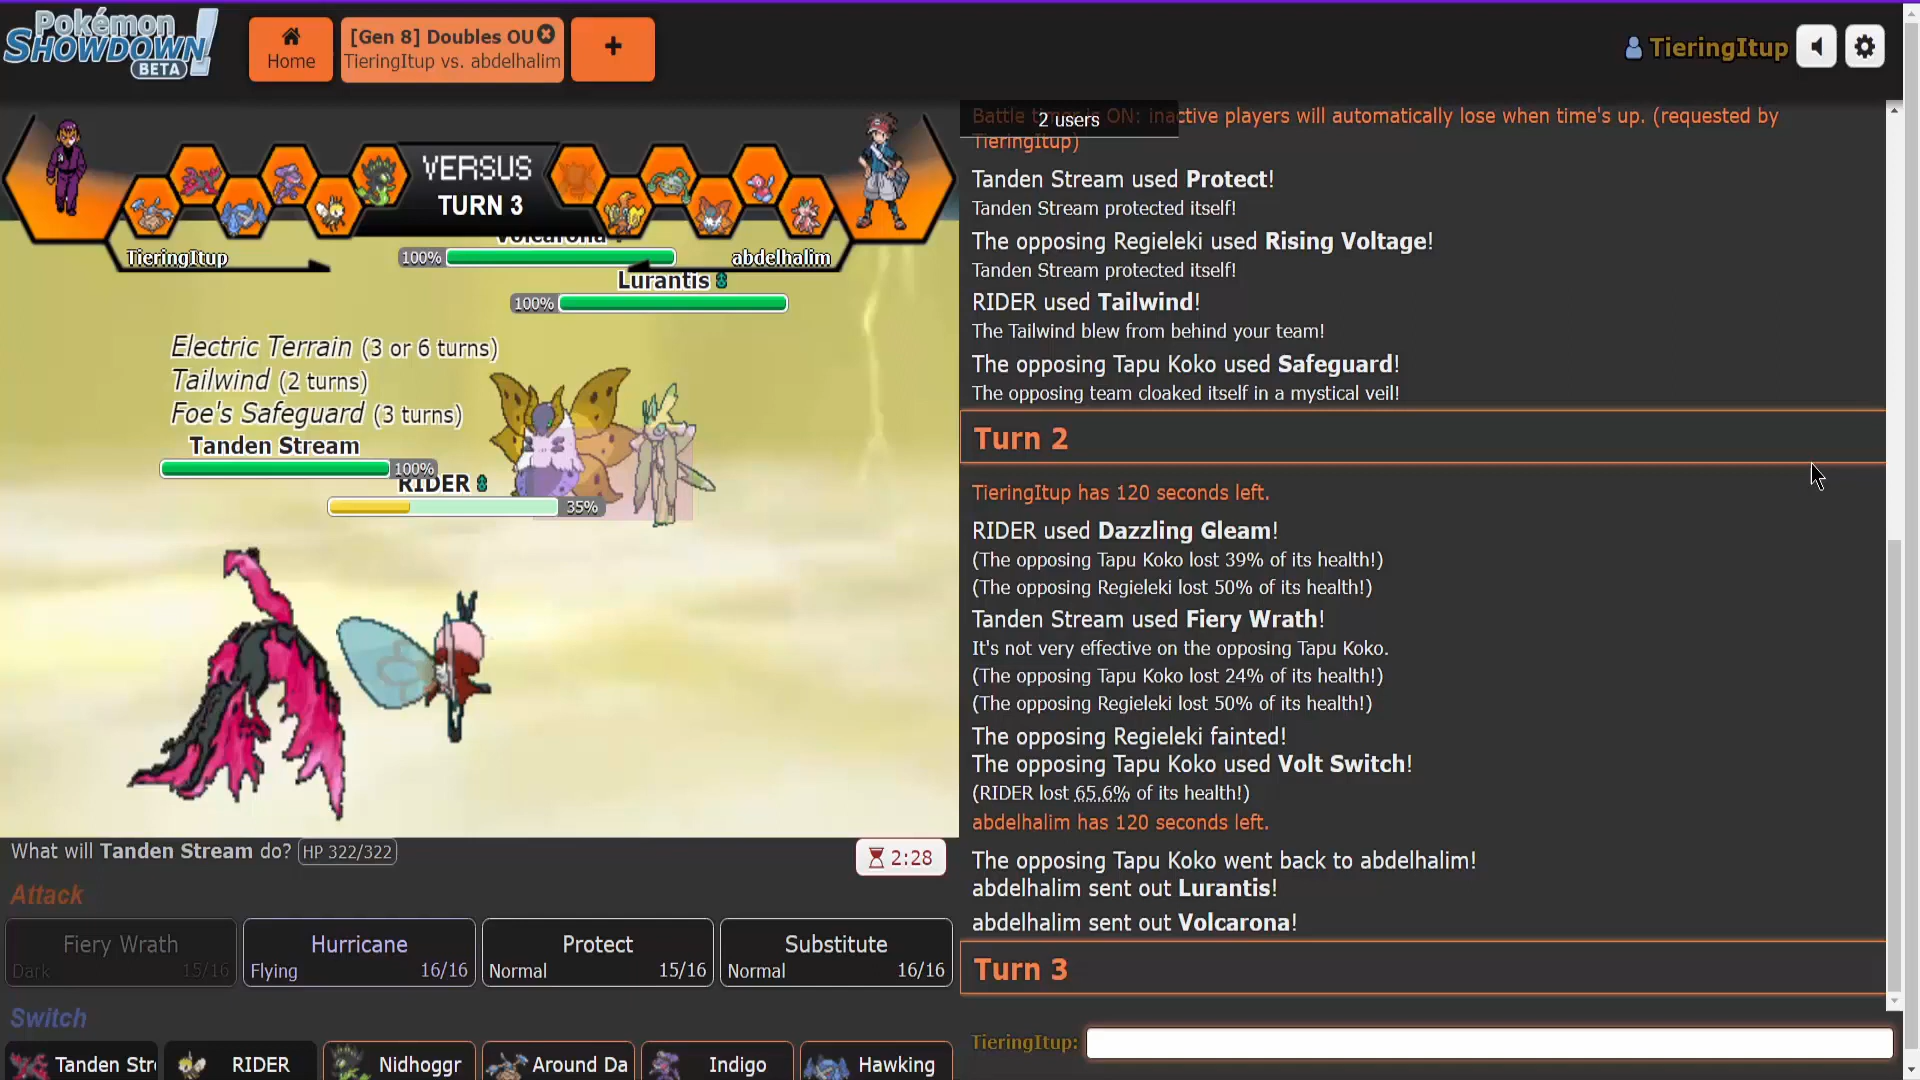 Pokémon
SHOWDOWN!
BETA
Home
[Gen 8] Doubles OU
TieringItup vs. abdelhalim
+
TieringItup
VERSUS
TURN 3
TieringItup
abdelhalim
Volcarona
100%
Lurantis
100%
Electric Terrain (3 or 6 turns)
Tailwind (2 turns)
Foe's Safeguard (3 turns)
Tanden Stream
100%
RIDER
35%
What will Tanden Stream do? HP 322/322
2:28
Attack
Fiery Wrath
Dark 15/16
Hurricane
Flying 16/16
Protect
Normal 15/16
Substitute
Normal 16/16
Switch
Tanden Str
RIDER
Nidhoggr
Around Da
Indigo
Hawking
2 users
Battle timer is ON: inactive players will automatically lose when time's up. (requested by
TieringItup)
Tanden Stream used Protect!
Tanden Stream protected itself!
The opposing Regieleki used Rising Voltage!
Tanden Stream protected itself!
RIDER used Tailwind!
The Tailwind blew from behind your team!
The opposing Tapu Koko used Safeguard!
The opposing team cloaked itself in a mystical veil!
Turn 2
TieringItup has 120 seconds left.
RIDER used Dazzling Gleam!
(The opposing Tapu Koko lost 39% of its health!)
(The opposing Regieleki lost 50% of its health!)
Tanden Stream used Fiery Wrath!
It's not very effective on the opposing Tapu Koko.
(The opposing Tapu Koko lost 24% of its health!)
(The opposing Regieleki lost 50% of its health!)
The opposing Regieleki fainted!
The opposing Tapu Koko used Volt Switch!
(RIDER lost 65.6% of its health!)
abdelhalim has 120 seconds left.
The opposing Tapu Koko went back to abdelhalim!
abdelhalim sent out Lurantis!
abdelhalim sent out Volcarona!
Turn 3
TieringItup: